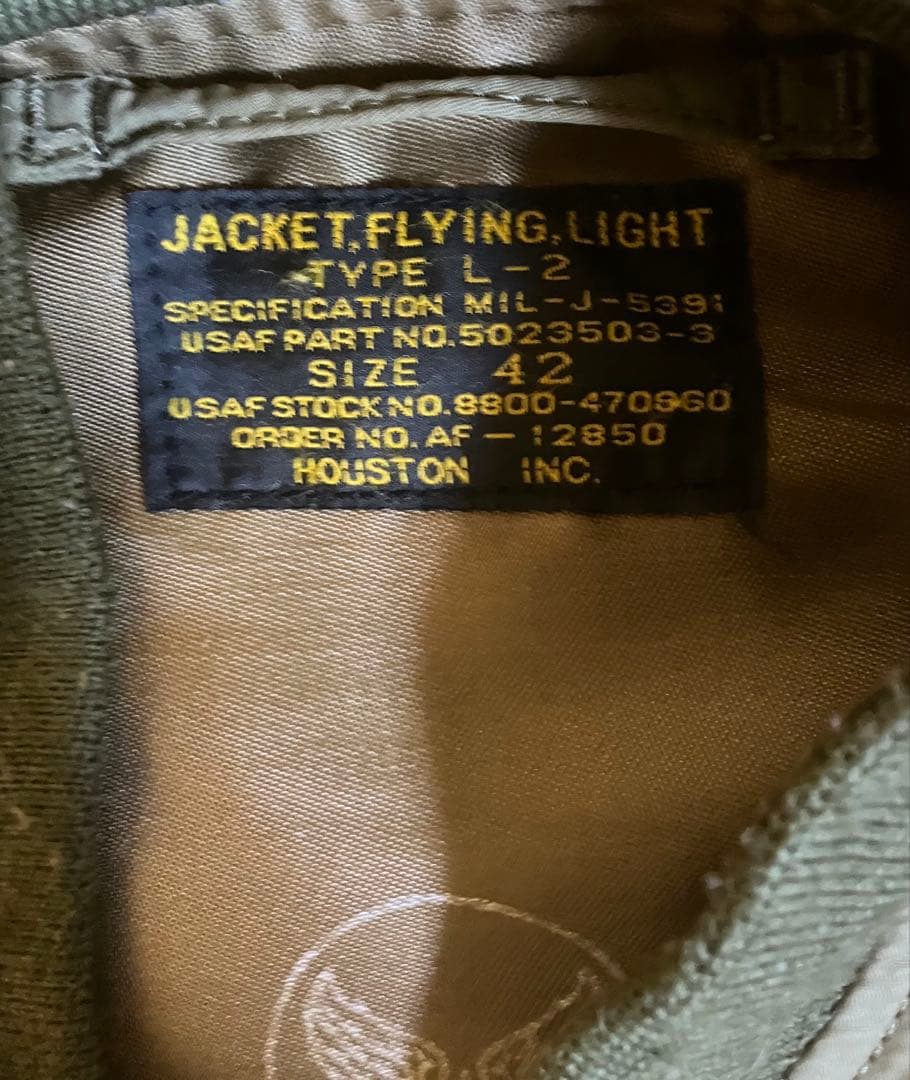 JACKET, FLYING, LIGHT
TYPE L-2
SPECIFICATION MIL-J-5391
USAF PART NO. 5023503-3
SIZE 42
USAF STOCK NO. 8800-470960
ORDER NO. AF-12850
HOUSTON INC.